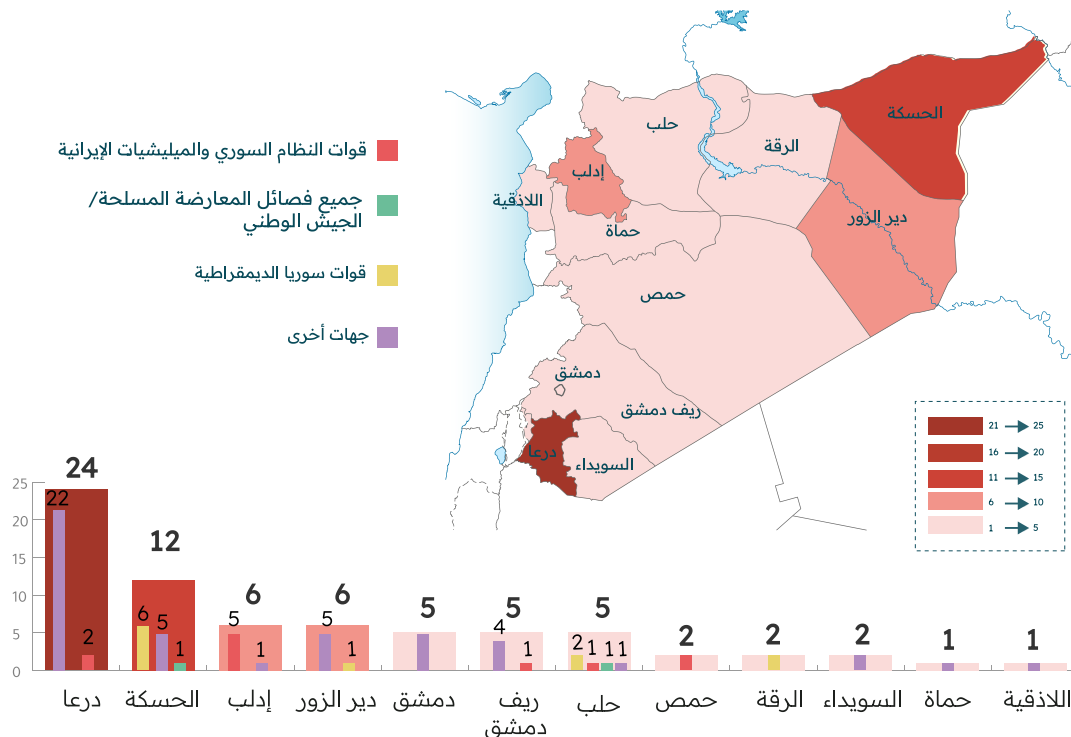 قوات النظام السوري والميليشيات الإيرانية
جميع فصائل المعارضة المسلحة/
الجيش الوطني
قوات سوريا الديمقراطية
جهات أخرى
الحسكة
حلب
الرقة
إدلب
اللاذقية
دير الزور
حماة
حمص
دمشق
ريف دمشق
درعا
السويداء
21 25
16 20
11 15
6 10
1 5
25
20
15
10
5
0
24
22
2
12
6
5
1
6
5
1
6
5
1
5
5
4
1
5
2
1
1
1
2
2
2
1
1
درعا
الحسكة
إدلب
دير الزور
دمشق
ريف
دمشق
حلب
حمص
الرقة
السويداء
حماة
اللاذقية